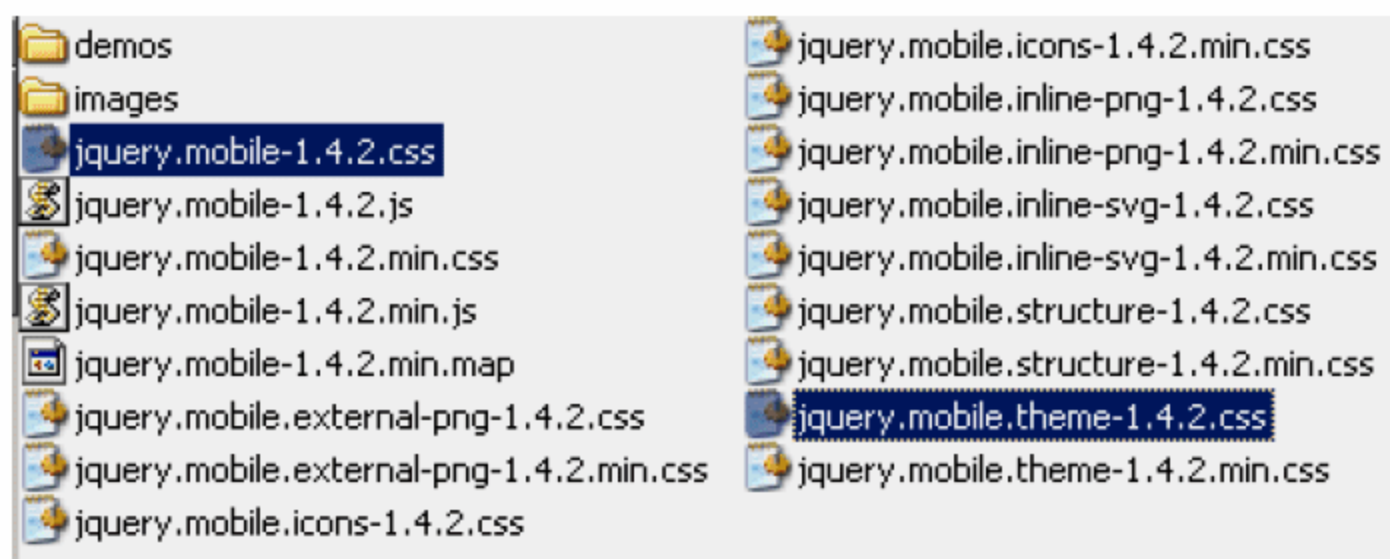 demos
images
jquery.mobile-1.4.2.css
jquery.mobile-1.4.2.js
jquery.mobile-1.4.2.min.css
jquery.mobile-1.4.2.min.js
jquery.mobile-1.4.2.min.map
jquery.mobile.external-png-1.4.2.css
jquery.mobile.external-png-1.4.2.min.css
jquery.mobile.icons-1.4.2.css
jquery.mobile.icons-1.4.2.min.css
jquery.mobile.inline-png-1.4.2.css
jquery.mobile.inline-png-1.4.2.min.css
jquery.mobile.inline-svg-1.4.2.css
jquery.mobile.inline-svg-1.4.2.min.css
jquery.mobile.structure-1.4.2.css
jquery.mobile.structure-1.4.2.min.css
jquery.mobile.theme-1.4.2.css
jquery.mobile.theme-1.4.2.min.css